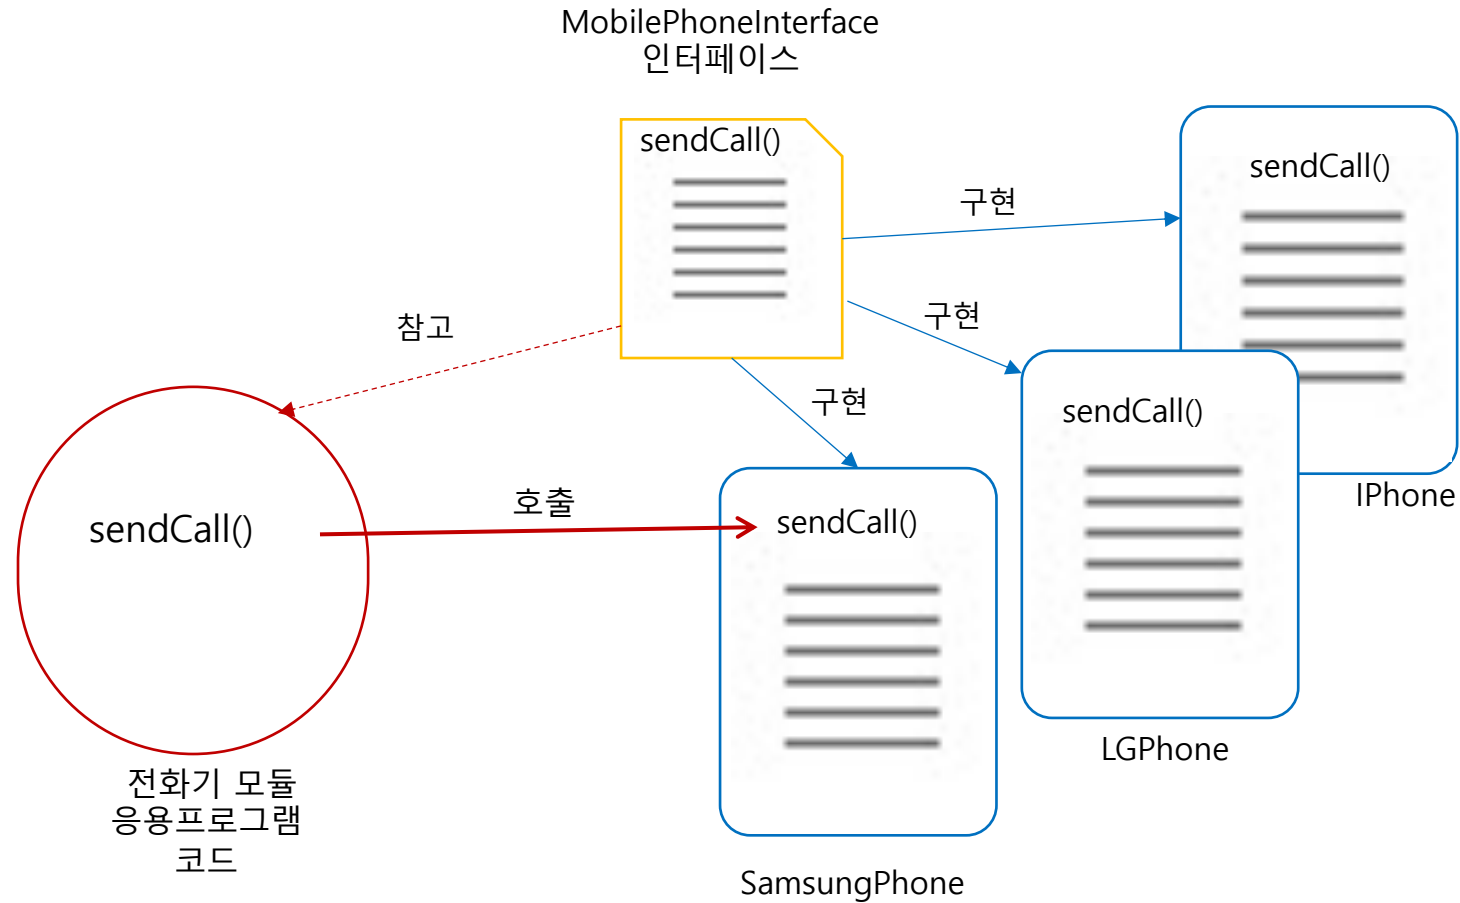 MobilePhoneInterface
인터페이스
sendCall()
sendCall()
구현
구현
참고
구현
sendCall()
sendCall()
호출
sendCall()
IPhone
LGPhone
전화기 모듈
응용프로그램
코드
SamsungPhone